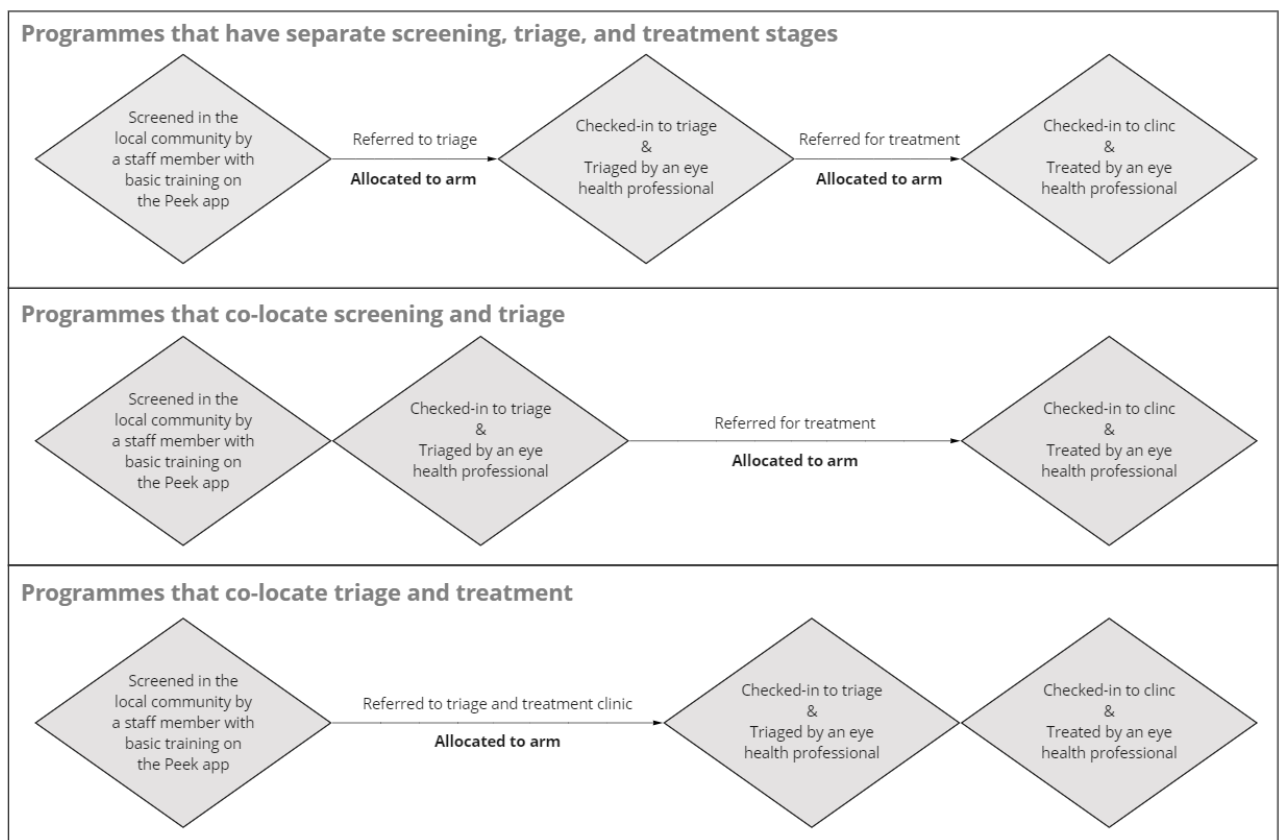 Programmes that have separate screening, triage, and treatment stages
Screened in the
local community by
a staff member with
basic training on
the Peek app
Referred to triage
Allocated to arm
Checked-in to triage
&
Triaged by an eye
health professional
Referred for treatment
Allocated to arm
Checked-in to clinc
&
Treated by an eye
health professional
Programmes that co-locate screening and triage
Screened in the
local community by
a staff member with
basic training on
the Peek app
Checked-in to triage
&
Triaged by an eye
health professional
Referred for treatment
Allocated to arm
Checked-in to clinc
&
Treated by an eye
health professional
Programmes that co-locate triage and treatment
Screened in the
local community by
a staff member with
basic training on
the Peek app
Referred to triage and treatment clinic
Allocated to arm
Checked-in to triage
&
Triaged by an eye
health professional
Checked-in to clinc
&
Treated by an eye
health professional